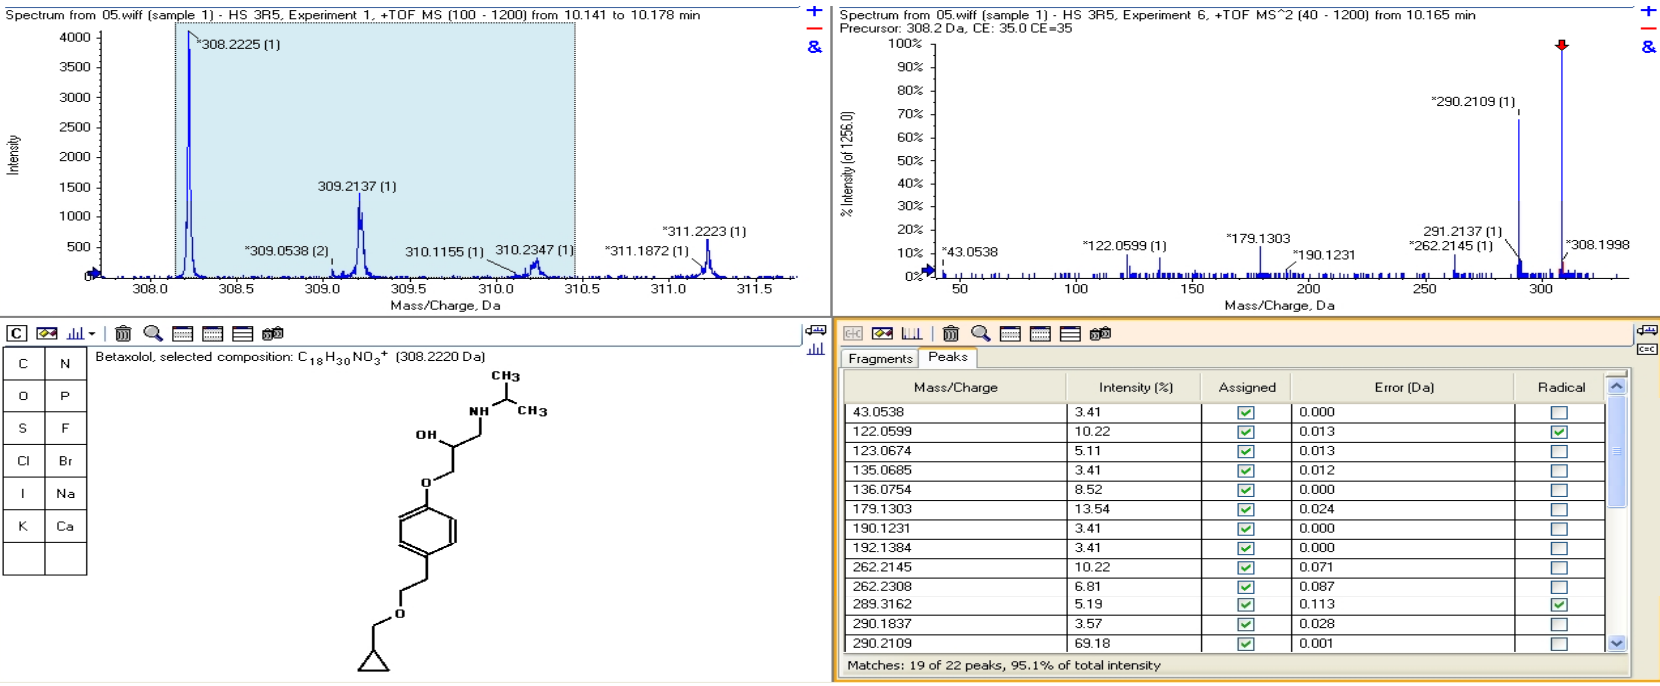 Spectrum from 05.wiff (sample 1) - HS 3R5, Experiment 1, +TOF MS (100 - 1200) from 10.141 to 10.178 min
+
−
&
4000
3500
3000
2500
2000
1500
1000
500
0
Intensity
*308.2225 (1)
309.2137 (1)
*309.0538 (2)
310.1155 (1)
310.2347 (1)
*311.1872 (1)
*311.2223 (1)
308.0 308.5 309.0 309.5 310.0 310.5 311.0 311.5
Mass/Charge, Da
Spectrum from 05.wiff (sample 1) - HS 3R5, Experiment 6, +TOF MS^2 (40 - 1200) from 10.165 min
Precursor: 308.2 Da, CE: 35.0 CE=35
+
−
&
100%
90%
80%
70%
60%
50%
40%
30%
20%
10%
0%
% Intensity (of 1256.0)
*290.2109 (1)
*43.0538
*122.0599 (1)
*179.1303
*190.1231
291.2137 (1)
*262.2145 (1)
*308.1998
50 100 150 200 250 300
Mass/Charge, Da
C
C N
O P
S F
Cl Br
I Na
K Ca
Betaxolol, selected composition: C18H30NO3+ (308.2220 Da)
CH3
NH CH3
OH
O
O
C=C
Fragments Peaks
Mass/Charge Intensity (%) Assigned Error (Da) Radical
43.0538 3.41 0.000
122.0599 10.22 0.013
123.0674 5.11 0.013
135.0685 3.41 0.012
136.0754 8.52 0.000
179.1303 13.54 0.024
190.1231 3.41 0.000
192.1384 3.41 0.000
262.2145 10.22 0.071
262.2308 6.81 0.087
289.3162 5.19 0.113
290.1837 3.57 0.028
290.2109 69.18 0.001
Matches: 19 of 22 peaks, 95.1% of total intensity